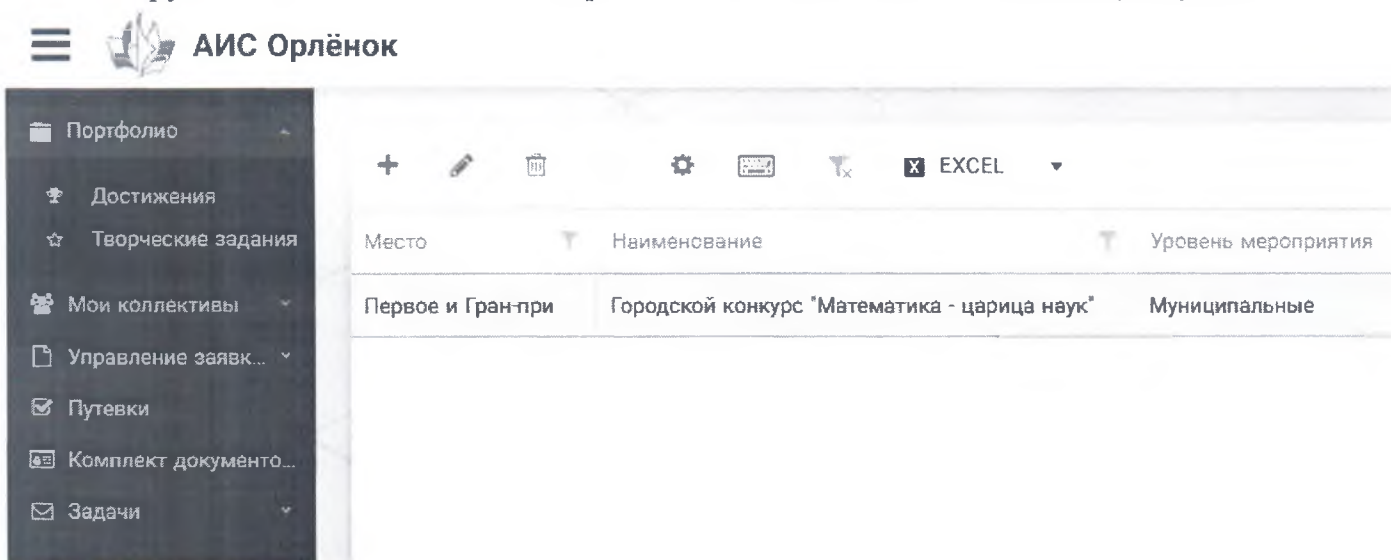 АИС Орлёнок
Портфолио
Достижения
Творческие задания
Мои коллективы
Управление заявк...
Путевки
Комплект документо...
Задачи
EXCEL
Место Наименование Уровень мероприятия
Первое и Гран-при Городской конкурс "Математика - царица наук" Муниципальные